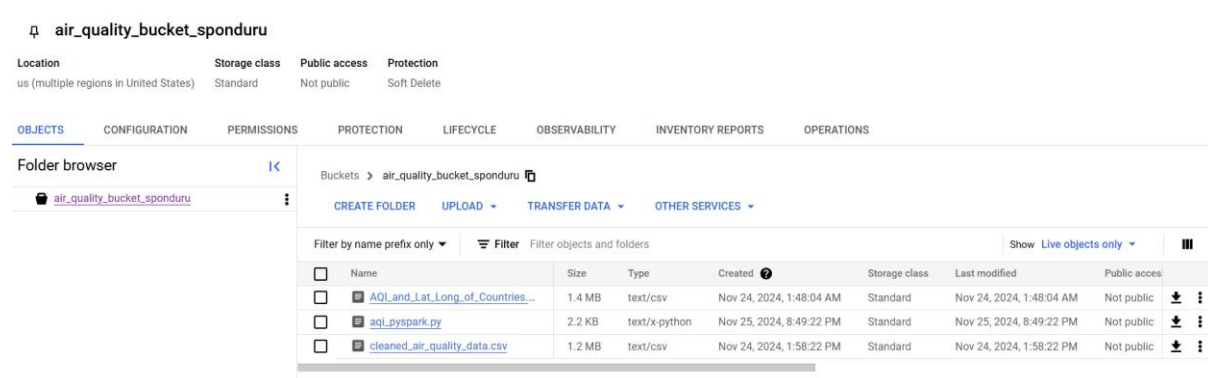 air_quality_bucket_sponduru
Location Storage class Public access Protection
us (multiple regions in United States) Standard Not public Soft Delete
OBJECTS CONFIGURATION PERMISSIONS PROTECTION LIFECYCLE OBSERVABILITY INVENTORY REPORTS OPERATIONS
Folder browser
air_quality_bucket_sponduru
Buckets > air_quality_bucket_sponduru
CREATE FOLDER UPLOAD TRANSFER DATA OTHER SERVICES
Filter by name prefix only Filter Filter objects and folders Show Live objects only
Name Size Type Created Storage class Last modified Public acces
AQI_and_Lat_Long_of_Countries.... 1.4 MB text/csv Nov 24, 2024, 1:48:04 AM Standard Nov 24, 2024, 1:48:04 AM Not public
aqi_pyspark.py 2.2 KB text/x-python Nov 25, 2024, 8:49:22 PM Standard Nov 25, 2024, 8:49:22 PM Not public
cleaned_air_quality_data.csv 1.2 MB text/csv Nov 24, 2024, 1:58:22 PM Standard Nov 24, 2024, 1:58:22 PM Not public